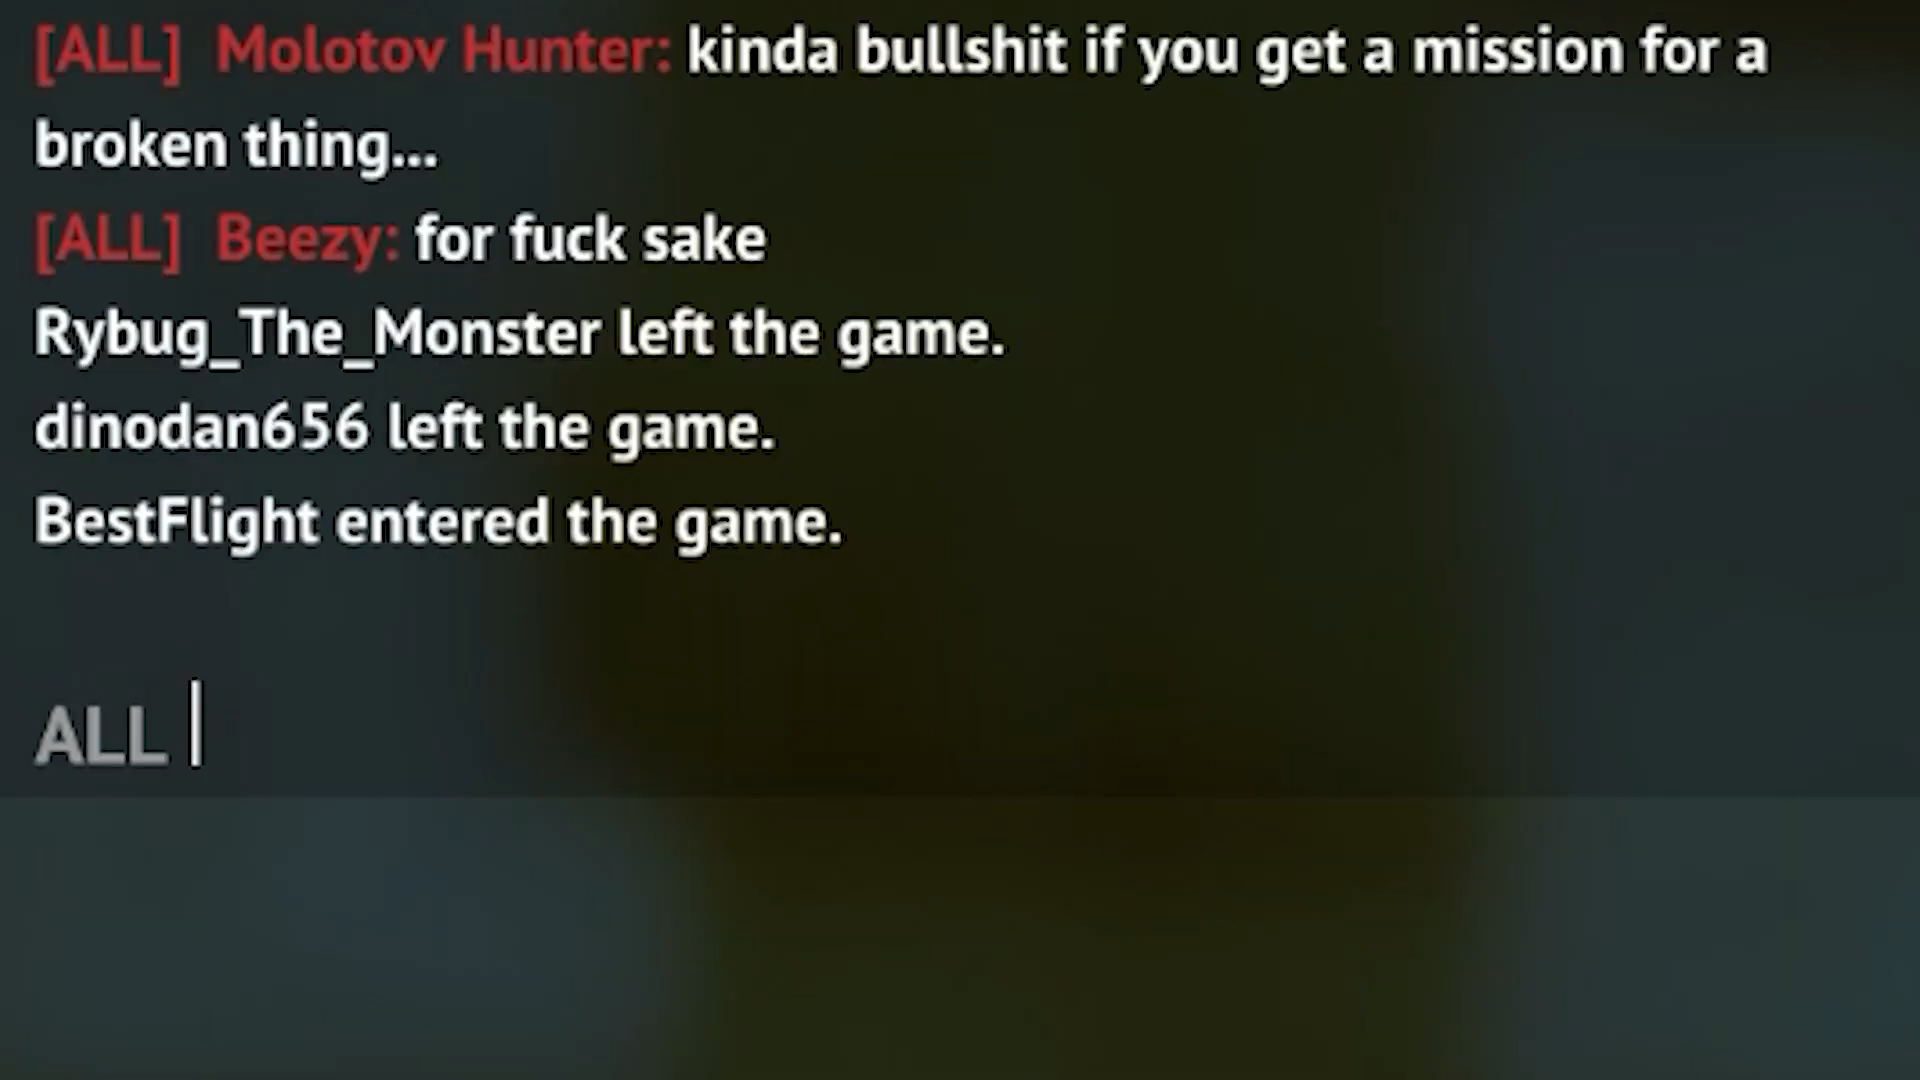 [ALL] Molotov Hunter: kinda bullshit if you get a mission for a
broken thing...
[ALL] Beezy: for fuck sake
Rybug_The_Monster left the game.
dinodan656 left the game.
BestFlight entered the game.
ALL